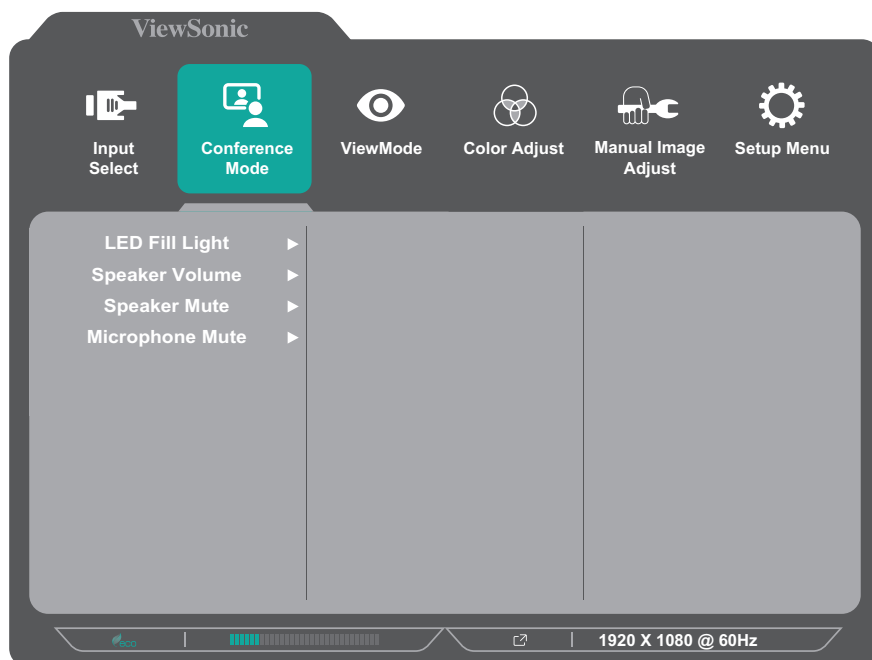 ViewSonic
Input
Select
Conference
Mode
ViewMode
Color Adjust
Manual Image
Adjust
Setup Menu
LED Fill Light
Speaker Volume
Speaker Mute
Microphone Mute
eco
1920 X 1080 @ 60Hz